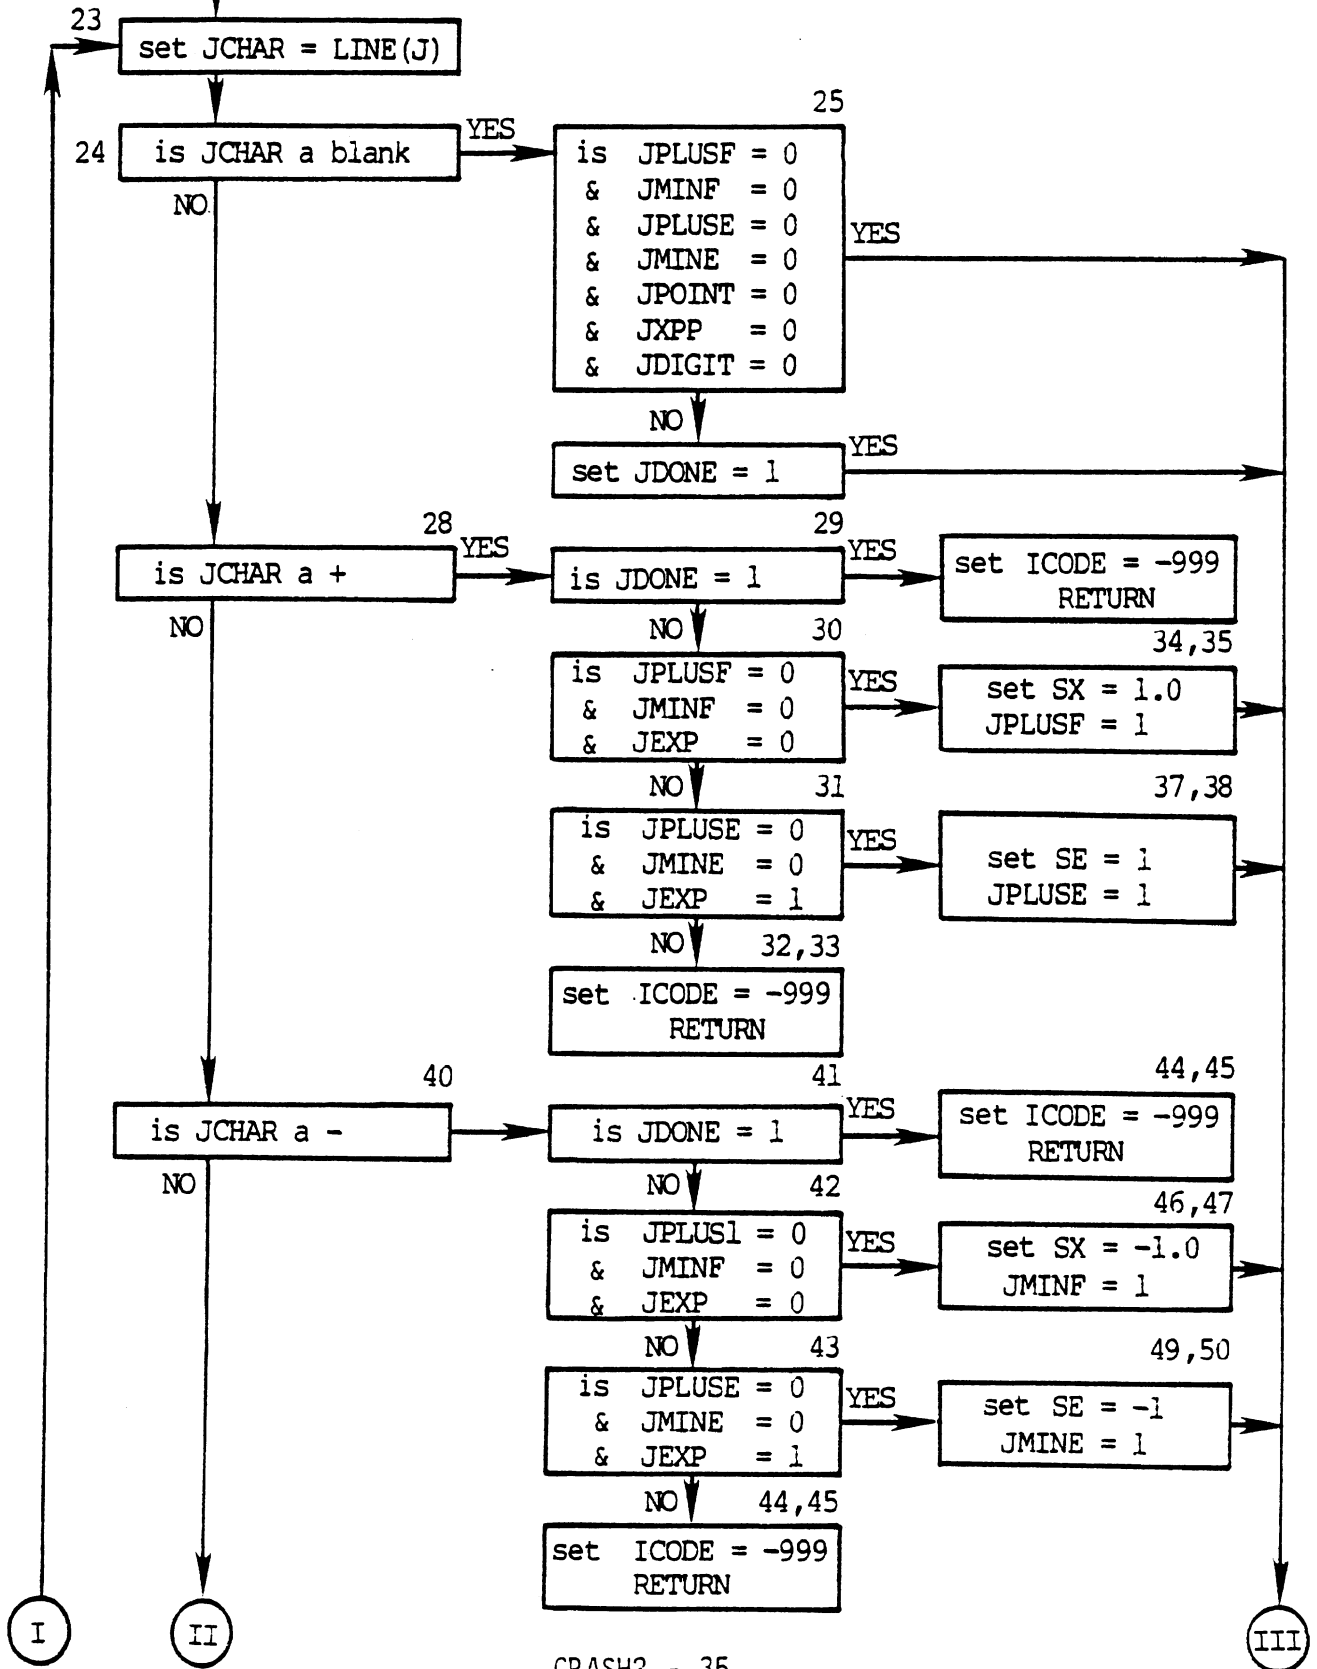 23
set JCHAR = LINE(J)
25
24
is JCHAR a blank
YES
NO
is JPLUSF = 0
& JMINF = 0
& JPLUSE = 0
& JMINE = 0
& JPOINT = 0
& JXPP = 0
& JDIGIT = 0
YES
NO
set JDONE = 1
YES
28
is JCHAR a +
YES
NO
29
is JDONE = 1
YES
set ICODE = -999
RETURN
NO
30
is JPLUSF = 0
& JMINF = 0
& JEXP = 0
YES
34,35
set SX = 1.0
JPLUSF = 1
NO
31
is JPLUSE = 0
& JMINE = 0
& JEXP = 1
YES
37,38
set SE = 1
JPLUSE = 1
NO
32,33
set ICODE = -999
RETURN
40
is JCHAR a -
NO
41
is JDONE = 1
YES
44,45
set ICODE = -999
RETURN
NO
42
is JPLUS1 = 0
& JMINF = 0
& JEXP = 0
YES
46,47
set SX = -1.0
JMINF = 1
NO
43
is JPLUSE = 0
& JMINE = 0
& JEXP = 1
YES
49,50
set SE = -1
JMINE = 1
NO
44,45
set ICODE = -999
RETURN
I
II
III
- 35